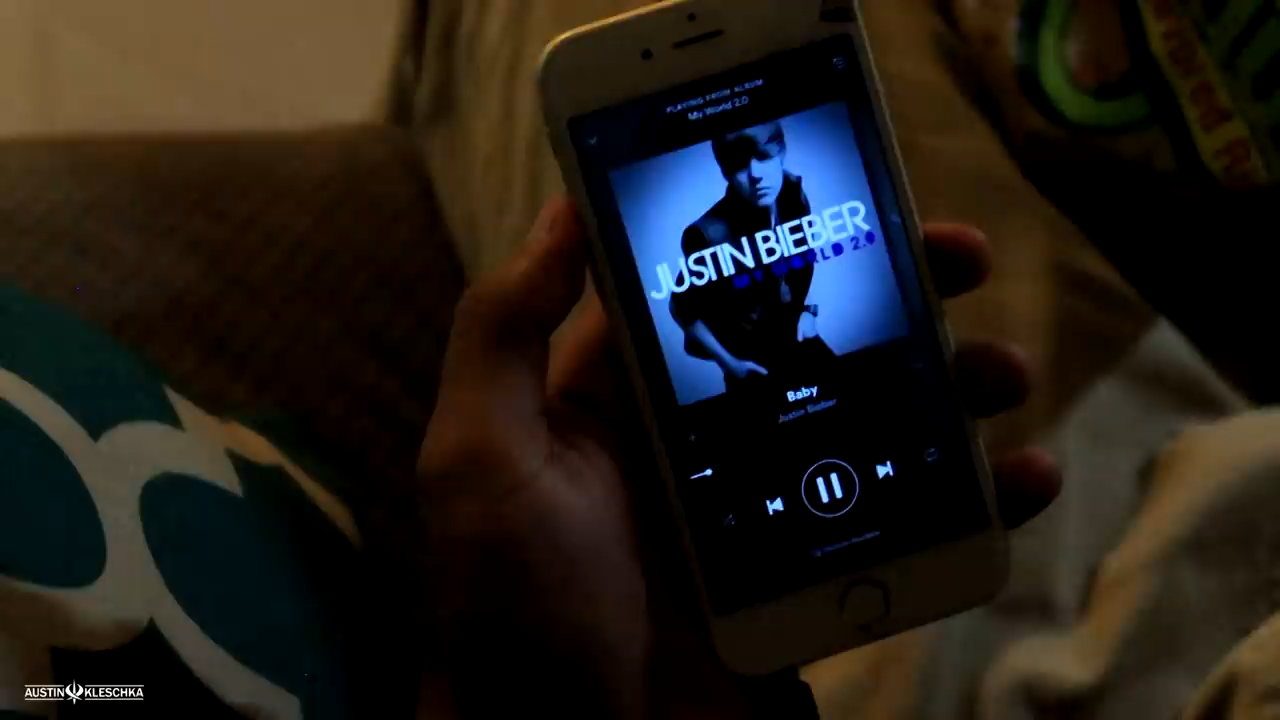 PLAYING FROM ALBUM
My World 2.0
JUSTIN BIEBER
MY WORLD 2.0
Baby
Justin Bieber
AUSTIN KLESCHKA